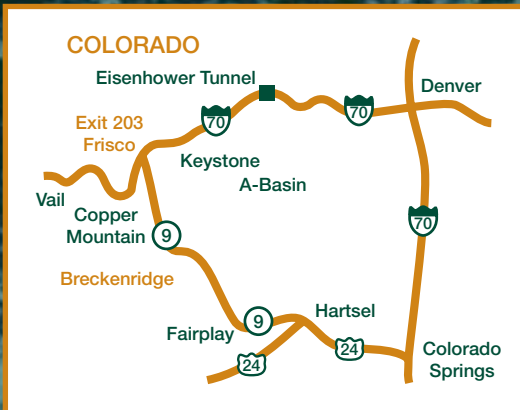 COLORADO
Eisenhower Tunnel
Denver
70
70
Exit 203
Frisco
Keystone
A-Basin
Vail
Copper
Mountain
9
70
Breckenridge
Hartsel
9
Fairplay
24
24
Colorado
Springs